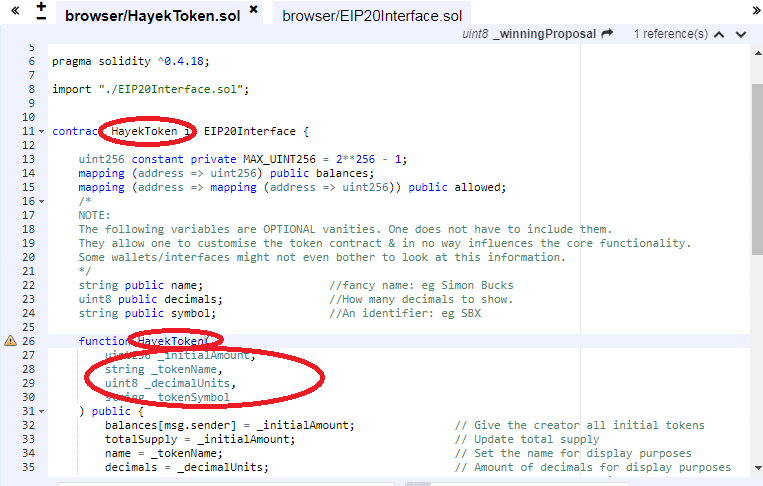 browser/HayekToken.sol × browser/EIP20Interface.sol
uint8 _winningProposal 1 reference(s)
5
6 pragma solidity ^0.4.18;
7
8 import "./EIP20Interface.sol";
9
10
11 contrac HayekToken i EIP20Interface {
12
13 uint256 constant private MAX_UINT256 = 2**256 - 1;
14 mapping (address => uint256) public balances;
15 mapping (address => mapping (address => uint256)) public allowed;
16 /*
17 NOTE:
18 The following variables are OPTIONAL vanities. One does not have to include them.
19 They allow one to customise the token contract & in no way influences the core functionality.
20 Some wallets/interfaces might not even bother to look at this information.
21 */
22 string public name; //fancy name: eg Simon Bucks
23 uint8 public decimals; //How many decimals to show.
24 string public symbol; //An identifier: eg SBX
25
26 function HayekToken(
27 uint256 _initialAmount,
28 string _tokenName,
29 uint8 _decimalUnits,
30 string _tokenSymbol
31 ) public {
32 balances[msg.sender] = _initialAmount; // Give the creator all initial tokens
33 totalSupply = _initialAmount; // Update total supply
34 name = _tokenName; // Set the name for display purposes
35 decimals = _decimalUnits; // Amount of decimals for display purposes